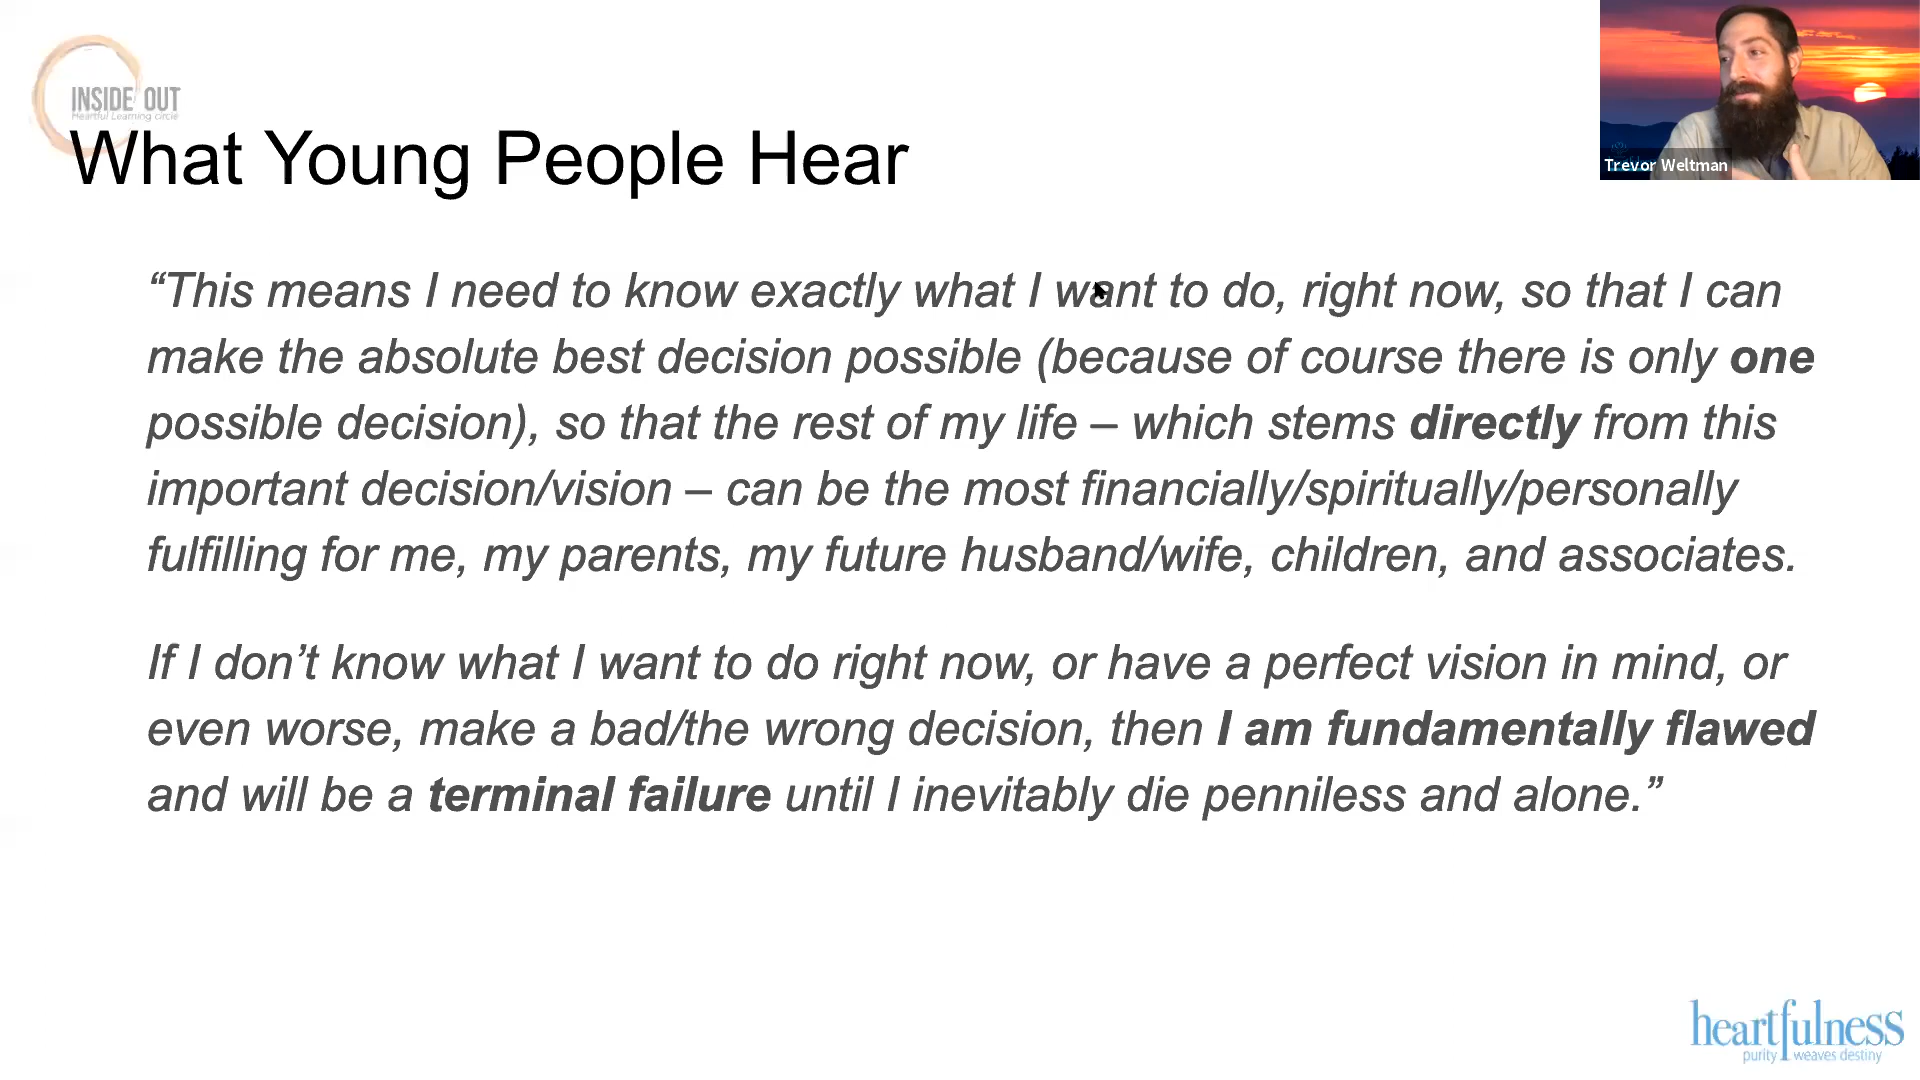 INSIDE OUT
Heartful Learning circle
What Young People Hear
Trevor Weltman
“This means I need to know exactly what I want to do, right now, so that I can
make the absolute best decision possible (because of course there is only one
possible decision), so that the rest of my life – which stems directly from this
important decision/vision – can be the most financially/spiritually/personally
fulfilling for me, my parents, my future husband/wife, children, and associates.
If I don’t know what I want to do right now, or have a perfect vision in mind, or
even worse, make a bad/the wrong decision, then I am fundamentally flawed
and will be a terminal failure until I inevitably die penniless and alone.”
heartfulness
purity weaves destiny